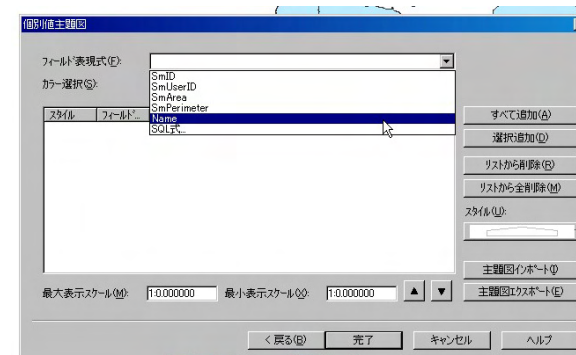 個別値主題図
フィールド表現式(F):
カラー選択(S):
SmID
SmUserID
SmArea
SmPerimeter
Name
SQL式...
スタイル フィールド...
すべて追加(A)
選択追加(D)
リストから削除(R)
リストから全削除(M)
スタイル(U):
主題図インポート(I)
主題図エクスポート(E)
最大表示スケール(M): 1:0.000000 最小表示スケール(X): 1:0.000000
< 戻る(B) 完了 キャンセル ヘルプ